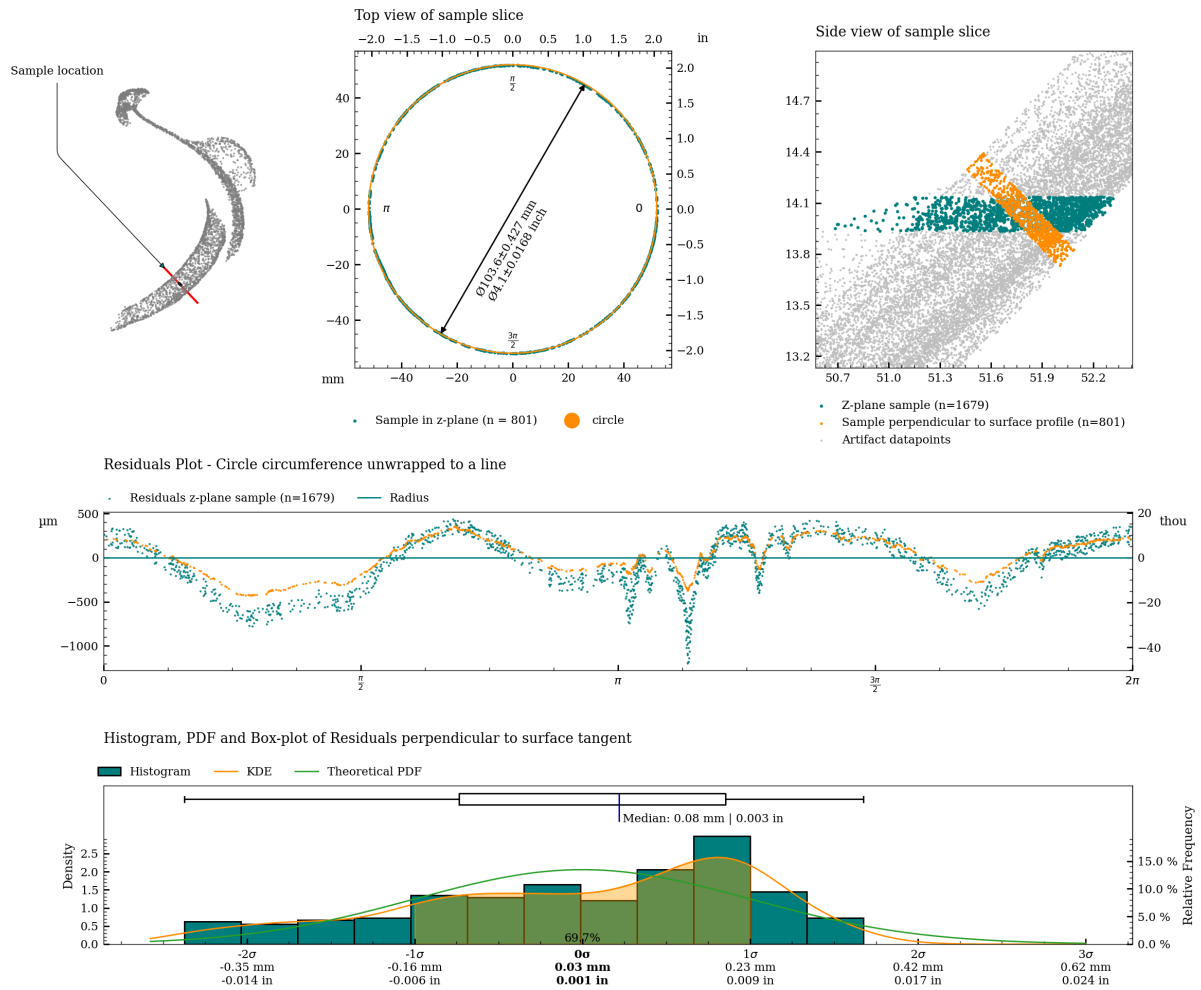 Sample location
Top view of sample slice
−2.0 −1.5 −1.0 −0.5 0.0 0.5 1.0 1.5 2.0 in
40
20
0
−20
−40
2.0
1.5
1.0
0.5
0.0
−0.5
−1.0
−1.5
−2.0
π/2
π
0
3π/2
Ø103.6±0.427 mm
Ø4.1±0.0168 inch
mm
−40 −20 0 20 40
Sample in z-plane (n = 801) circle
Side view of sample slice
14.7
14.4
14.1
13.8
13.5
13.2
50.7 51.0 51.3 51.6 51.9 52.2
Z-plane sample (n=1679)
Sample perpendicular to surface profile (n=801)
Artifact datapoints
Residuals Plot - Circle circumference unwrapped to a line
Residuals z-plane sample (n=1679) Radius
µm
500
0
−500
−1000
20 thou
0
−20
−40
0 π/2 π 3π/2 2π
Histogram, PDF and Box-plot of Residuals perpendicular to surface tangent
Histogram KDE Theoretical PDF
Median: 0.08 mm | 0.003 in
Density
2.5
2.0
1.5
1.0
0.5
0.0
Relative Frequency
15.0 %
10.0 %
5.0 %
0.0 %
69.7%
-2σ -1σ 0σ 1σ 2σ 3σ
-0.35 mm -0.16 mm 0.03 mm 0.23 mm 0.42 mm 0.62 mm
-0.014 in -0.006 in 0.001 in 0.009 in 0.017 in 0.024 in